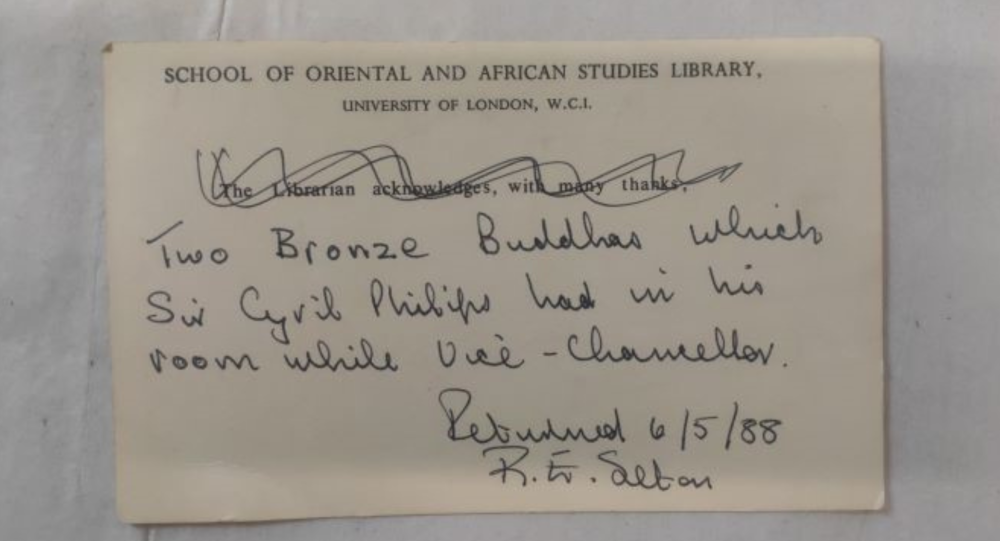 SCHOOL OF ORIENTAL AND AFRICAN STUDIES LIBRARY,
UNIVERSITY OF LONDON, W.C.I.
The Librarian acknowledges, with many thanks,
Two Bronze Buddhas which
Sir Cyril Philips had in his
room while Vice-Chancellor.
Returned 6/5/88
R. E.